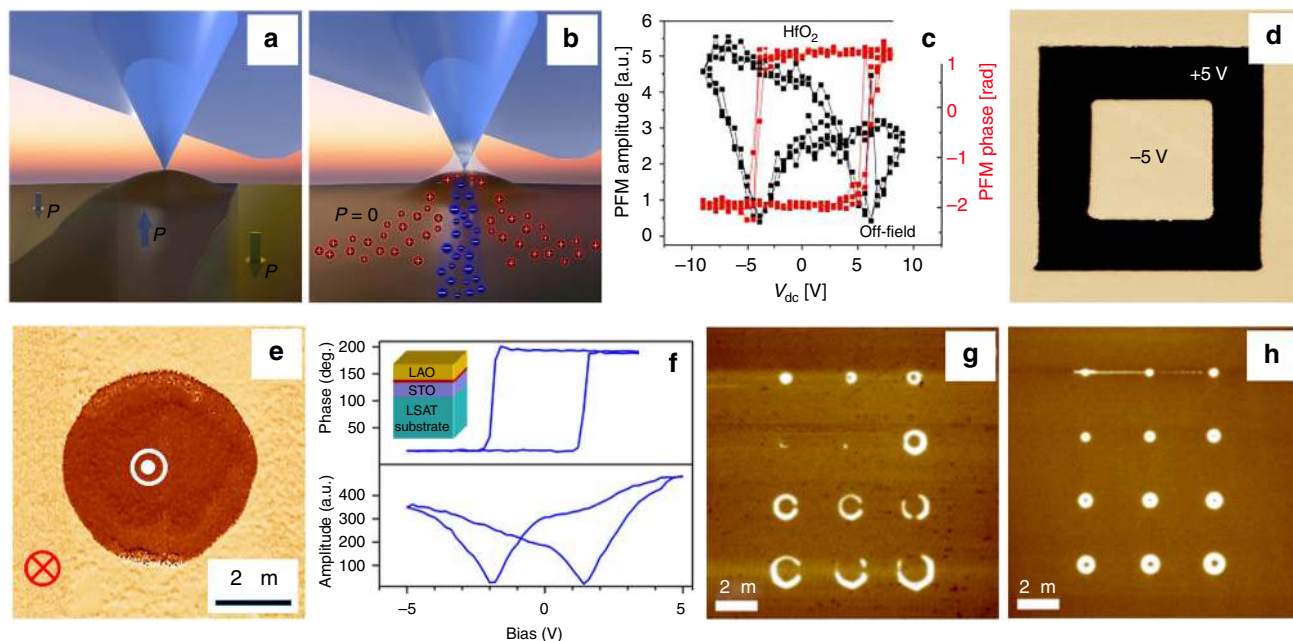 a
P
P
P
b
P = 0
c
HfO2
Off-field
PFM amplitude [a.u.]
6
5
4
3
2
1
0
PFM phase [rad]
1
0
–1
–2
–10
–5
0
5
10
Vdc [V]
d
+5 V
–5 V
e
2 m
f
Phase (deg.)
200
150
100
50
LAO
STO
LSAT
substrate
Amplitude (a.u.)
400
300
200
100
–5
0
5
Bias (V)
g
2 m
h
2 m